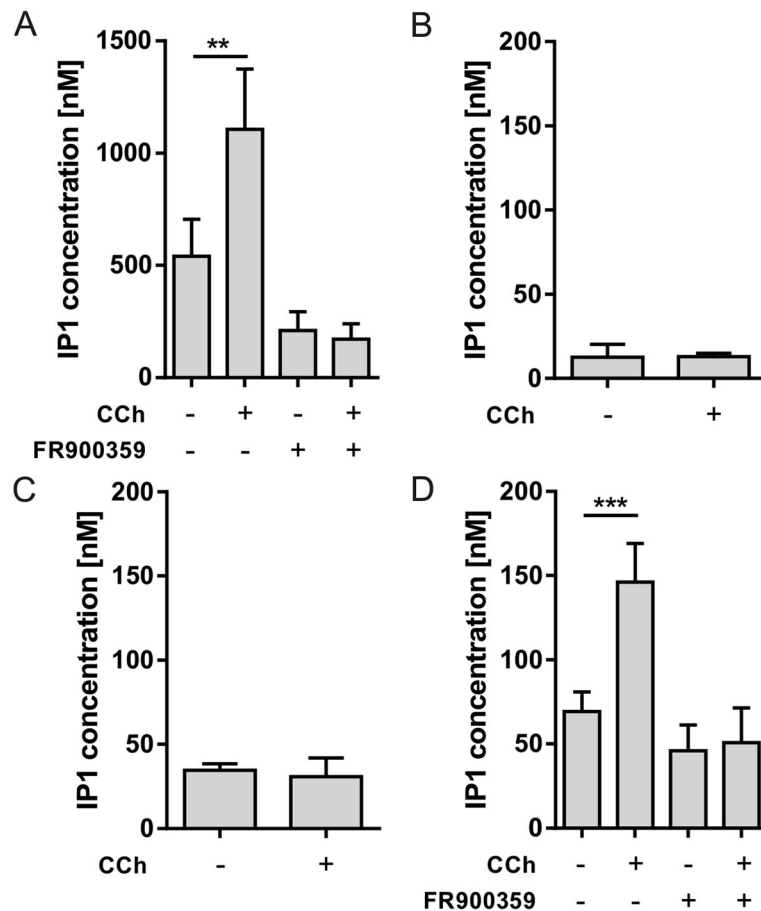 A
IP1 concentration [nM]
1500
1000
500
0
**
CCh - + - +
FR900359 - - + +
B
IP1 concentration [nM]
200
150
100
50
0
CCh - +
C
IP1 concentration [nM]
200
150
100
50
0
CCh - +
D
IP1 concentration [nM]
200
150
100
50
0
***
CCh - + - +
FR900359 - - + +